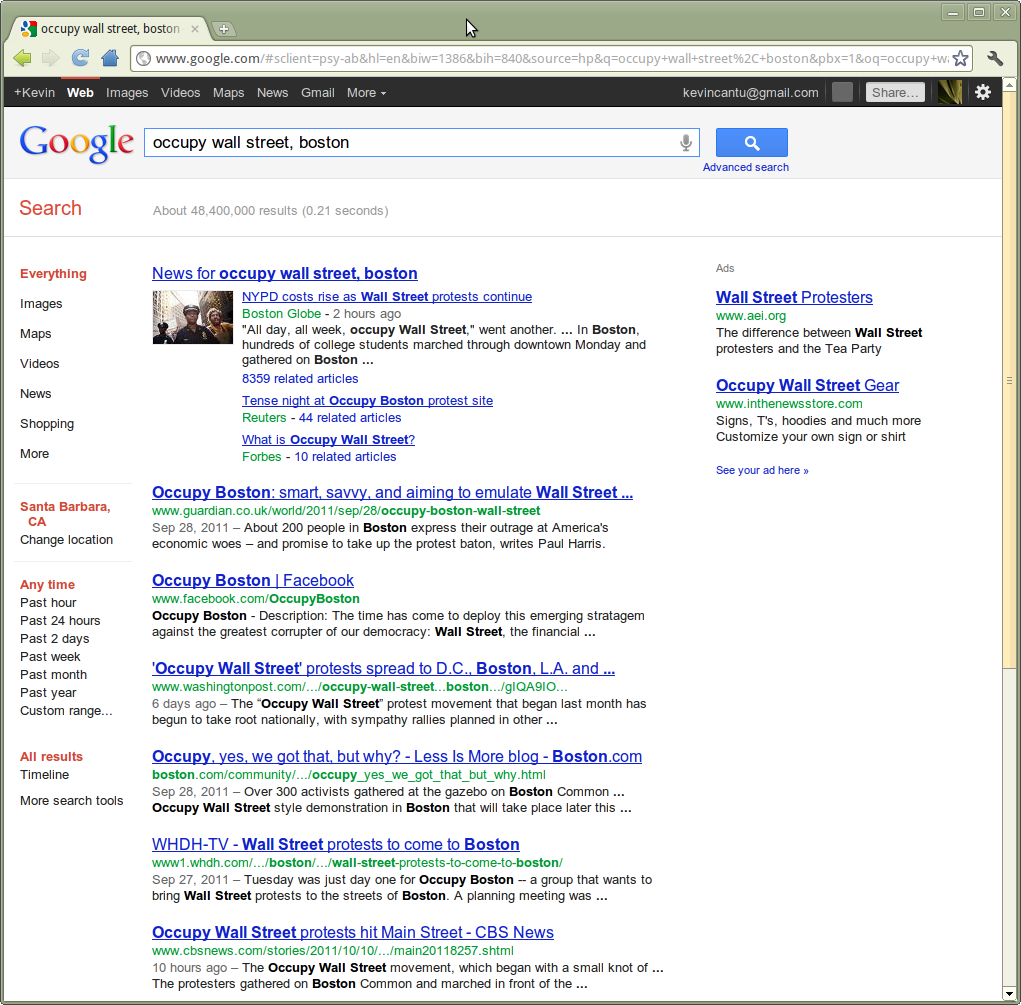 occupy wall street, boston
www.google.com/#sclient=psy-ab&hl=en&biw=1386&bih=840&source=hp&q=occupy+wall+street%2C+boston&pbx=1&oq=occupy+wa
+Kevin Web Images Videos Maps News Gmail More kevincantu@gmail.com Share...
Google occupy wall street, boston
Advanced search
Search About 48,400,000 results (0.21 seconds)
Everything
Images
Maps
Videos
News
Shopping
More
Santa Barbara,
CA
Change location
Any time
Past hour
Past 24 hours
Past 2 days
Past week
Past month
Past year
Custom range...
All results
Timeline
More search tools
News for occupy wall street, boston
NYPD costs rise as Wall Street protests continue
Boston Globe - 2 hours ago
"All day, all week, occupy Wall Street," went another. ... In Boston,
hundreds of college students marched through downtown Monday and
gathered on Boston ...
8359 related articles
Tense night at Occupy Boston protest site
Reuters - 44 related articles
What is Occupy Wall Street?
Forbes - 10 related articles
Occupy Boston: smart, savvy, and aiming to emulate Wall Street ...
www.guardian.co.uk/world/2011/sep/28/occupy-boston-wall-street
Sep 28, 2011 – About 200 people in Boston express their outrage at America's
economic woes – and promise to take up the protest baton, writes Paul Harris.
Occupy Boston | Facebook
www.facebook.com/OccupyBoston
Occupy Boston - Description: The time has come to deploy this emerging stratagem
against the greatest corrupter of our democracy: Wall Street, the financial ...
'Occupy Wall Street' protests spread to D.C., Boston, L.A. and ...
www.washingtonpost.com/.../occupy-wall-street...boston.../gIQA9IO...
6 days ago – The “Occupy Wall Street” protest movement that began last month has
begun to take root nationally, with sympathy rallies planned in other ...
Occupy, yes, we got that, but why? - Less Is More blog - Boston.com
boston.com/community/.../occupy_yes_we_got_that_but_why.html
Sep 28, 2011 – Over 300 activists gathered at the gazebo on Boston Common ...
Occupy Wall Street style demonstration in Boston that will take place later this ...
WHDH-TV - Wall Street protests to come to Boston
www1.whdh.com/.../boston/.../wall-street-protests-to-come-to-boston/
Sep 27, 2011 – Tuesday was just day one for Occupy Boston -- a group that wants to
bring Wall Street protests to the streets of Boston. A planning meeting was ...
Occupy Wall Street protests hit Main Street - CBS News
www.cbsnews.com/stories/2011/10/10/.../main20118257.shtml
10 hours ago – The Occupy Wall Street movement, which began with a small knot of ...
The protesters gathered on Boston Common and marched in front of the ...
Ads
Wall Street Protesters
www.aei.org
The difference between Wall Street
protesters and the Tea Party
Occupy Wall Street Gear
www.inthenewsstore.com
Signs, T's, hoodies and much more
Customize your own sign or shirt
See your ad here »